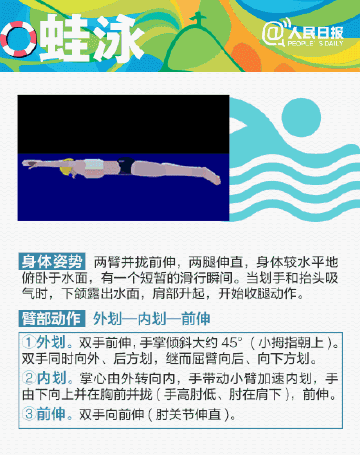 蛙泳
@人民日报
PEOPLE'S DAILY
身体姿势 两臂并拢前伸，两腿伸直，身体较水平地
俯卧于水面，有一个短暂的滑行瞬间。当划手和抬头吸
气时，下颌露出水面，肩部升起，开始收腿动作。
臂部动作 外划—内划—前伸
①外划。双手前伸，手掌倾斜大约45°（小拇指朝上）。
双手同时向外、后方划，继而屈臂向后、向下方划。
②内划。掌心由外转向内，手带动小臂加速内划，手
由下向上并在胸前并拢（手高肘低、肘在肩下），前伸。
③前伸。双手向前伸（肘关节伸直）。